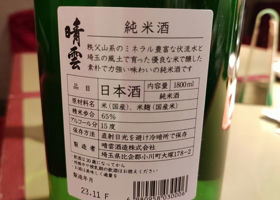 晴雲
純米酒
秩父山系のミネラル豊富な伏流水と
埼玉の風土で育った優良な米で醸した
素朴で力強い味わいの純米酒です
品目 日本酒 内容量 1800ml
純米酒
原材料名 米(国産)、米麹(国産米)
精米歩合 65%
アルコール分 15度
保存方法 直射日光を避け冷暗所で保存
製造者 晴雲酒造株式会社
埼玉県比企郡小川町大塚178-2
製造年月
23.11 F